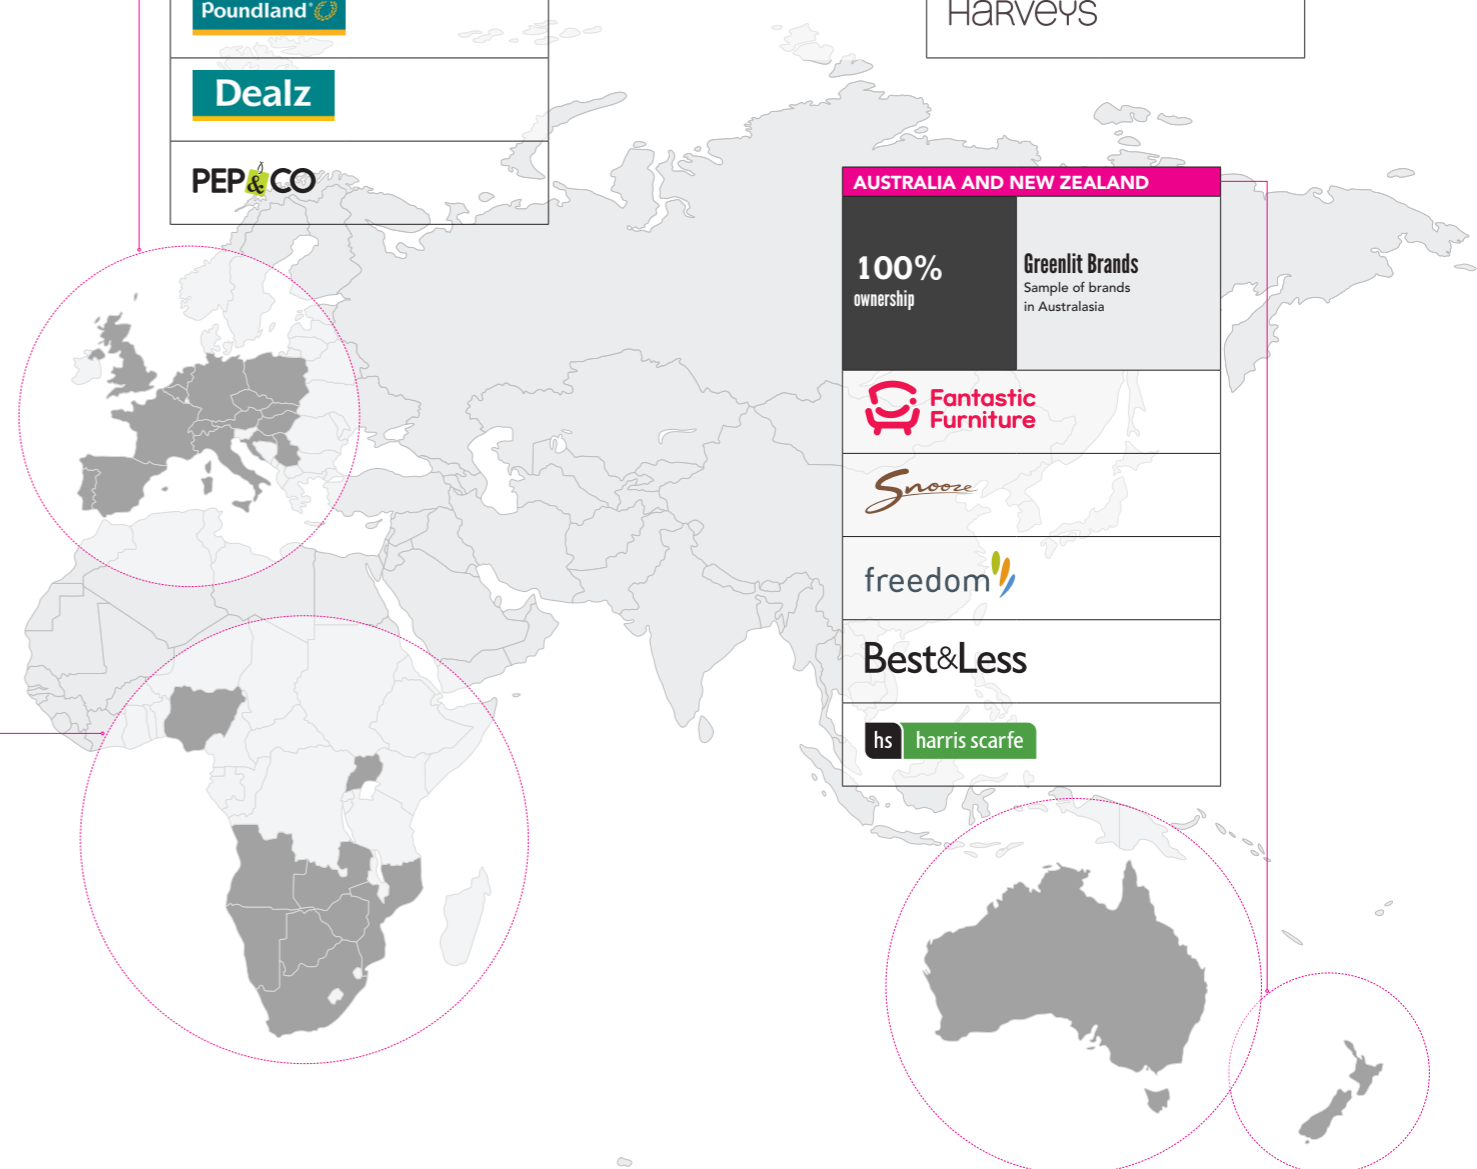 Poundland
Dealz
PEP&CO
HARVEYS
AUSTRALIA AND NEW ZEALAND
100%
ownership
Greenlit Brands
Sample of brands
in Australasia
Fantastic
Furniture
Snooze
freedom
Best&Less
hs harris scarfe